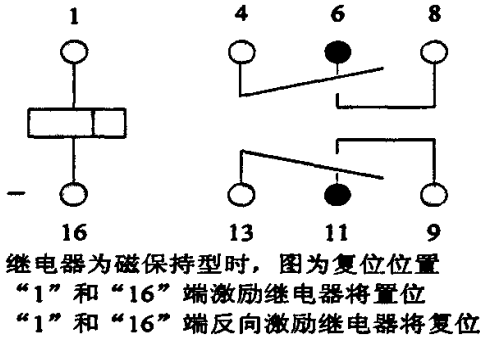 1 4 6 8
−
16 13 11 9
继电器为磁保持型时，图为复位位置
“1”和“16”端激励继电器将置位
“1”和“16”端反向激励继电器将复位